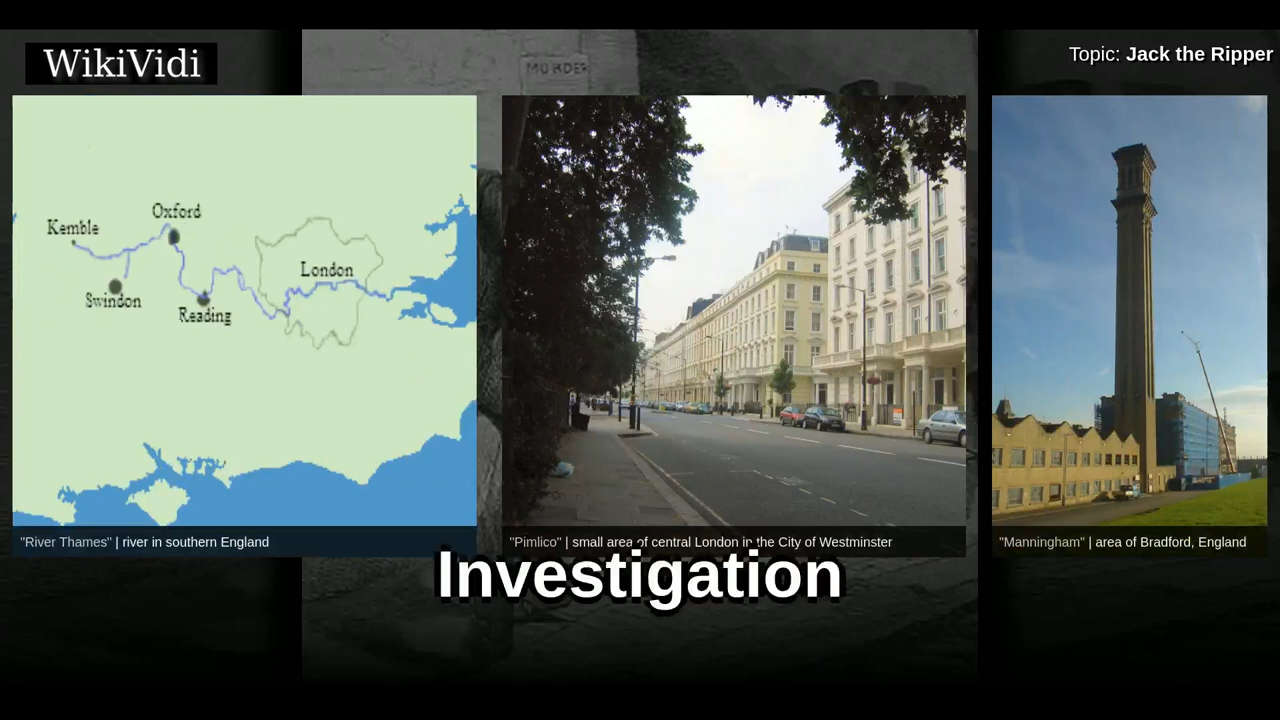 WikiVidi
Topic: Jack the Ripper
MURDER
Oxford
Kemble
London
Swindon
Reading
"River Thames" | river in southern England
"Pimlico" | small area of central London in the City of Westminster
"Manningham" | area of Bradford, England
Investigation